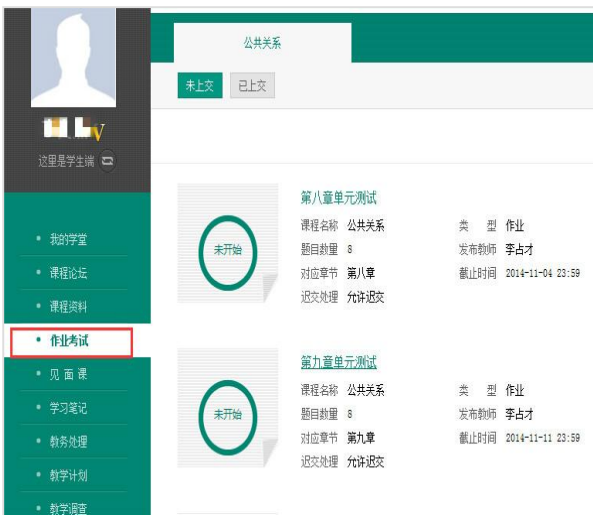 公共关系
未上交 已上交
这里是学生端
我的学堂
课程论坛
课程资料
作业考试
见面课
学习笔记
教务处理
教学计划
教学调查
第八章单元测试
未开始
课程名称 公共关系 类 型 作业
题目数量 8 发布教师 李占才
对应章节 第八章 截止时间 2014-11-04 23:59
迟交处理 允许迟交
第九章单元测试
未开始
课程名称 公共关系 类 型 作业
题目数量 8 发布教师 李占才
对应章节 第九章 截止时间 2014-11-11 23:59
迟交处理 允许迟交